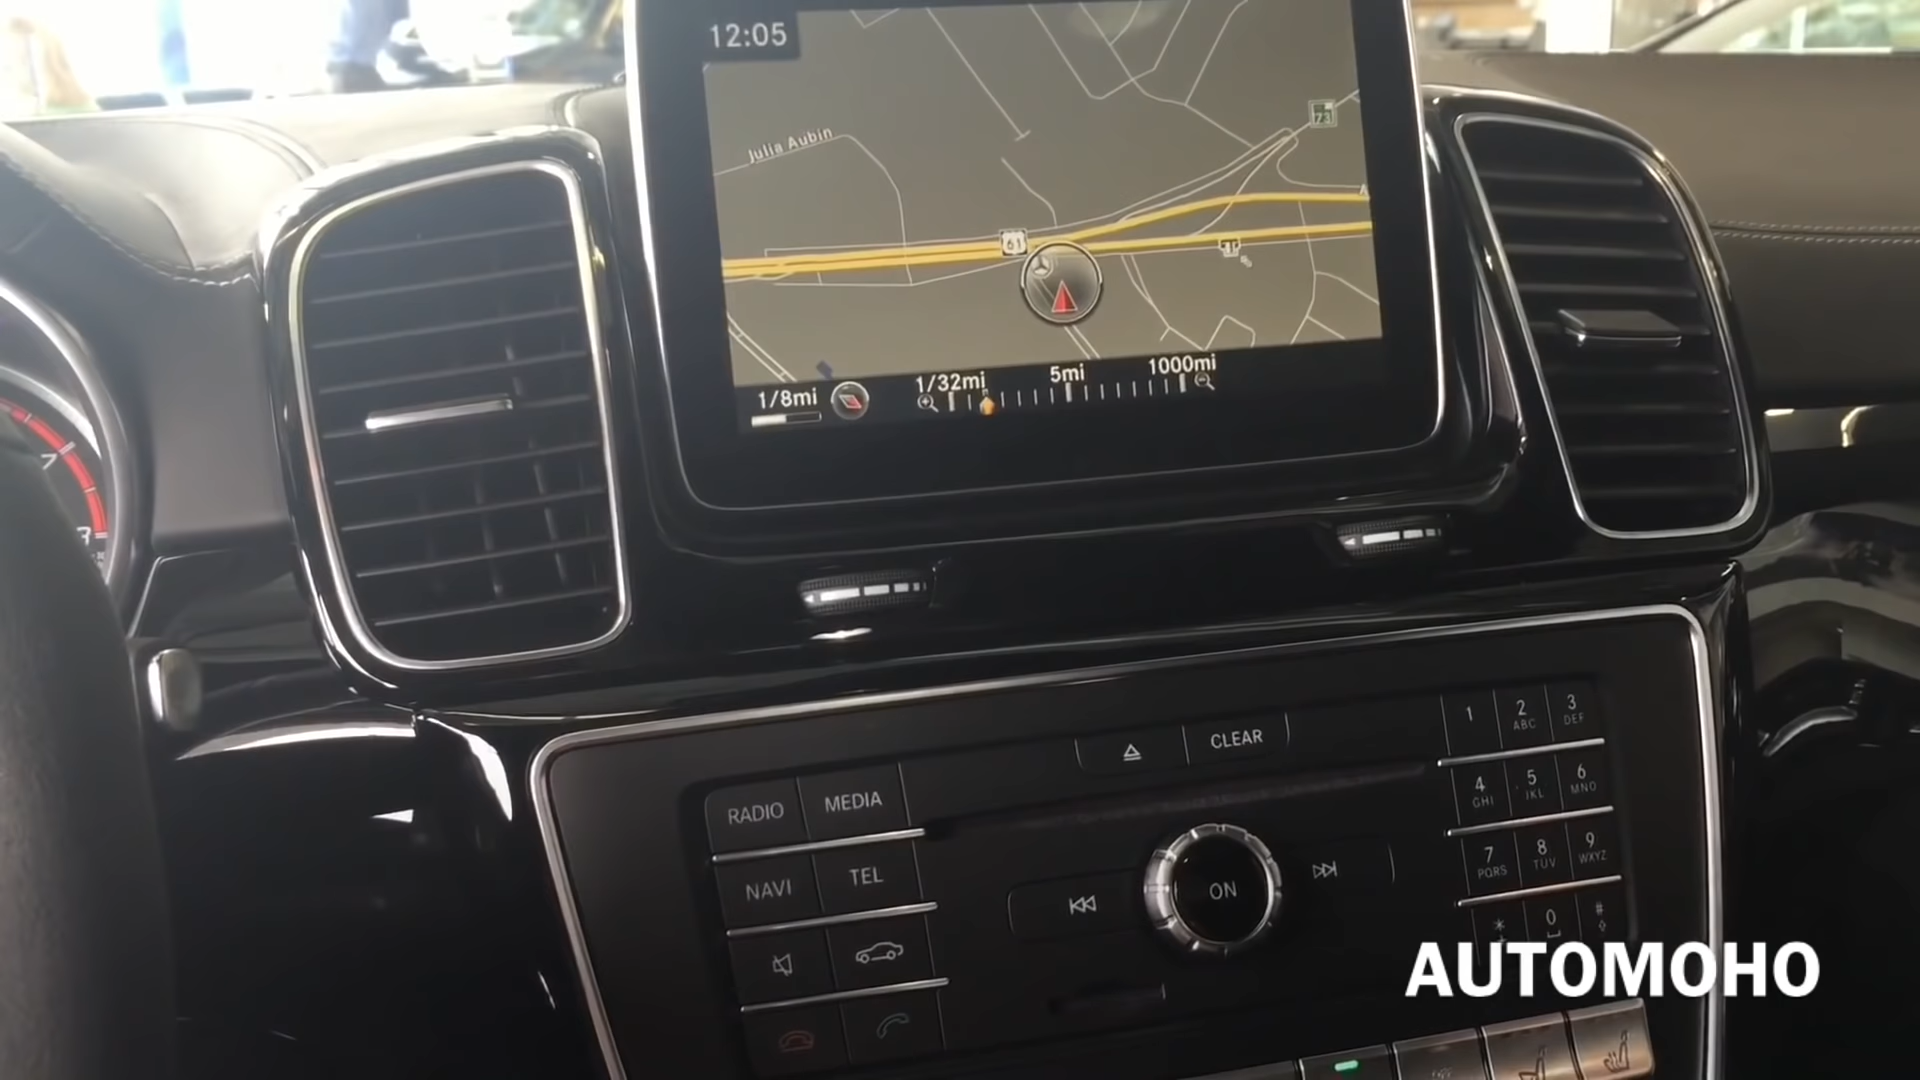 12:05
73
Julia Aubin
A
61
1/8mi
1/32mi
5mi
1000mi
7
CLEAR
1
2
ABC
3
DEF
RADIO
MEDIA
4
GHI
5
JKL
6
MNO
NAVI
TEL
ON
7
PQRS
8
TUV
9
WXYZ
*
0
#
AUTOMOHO